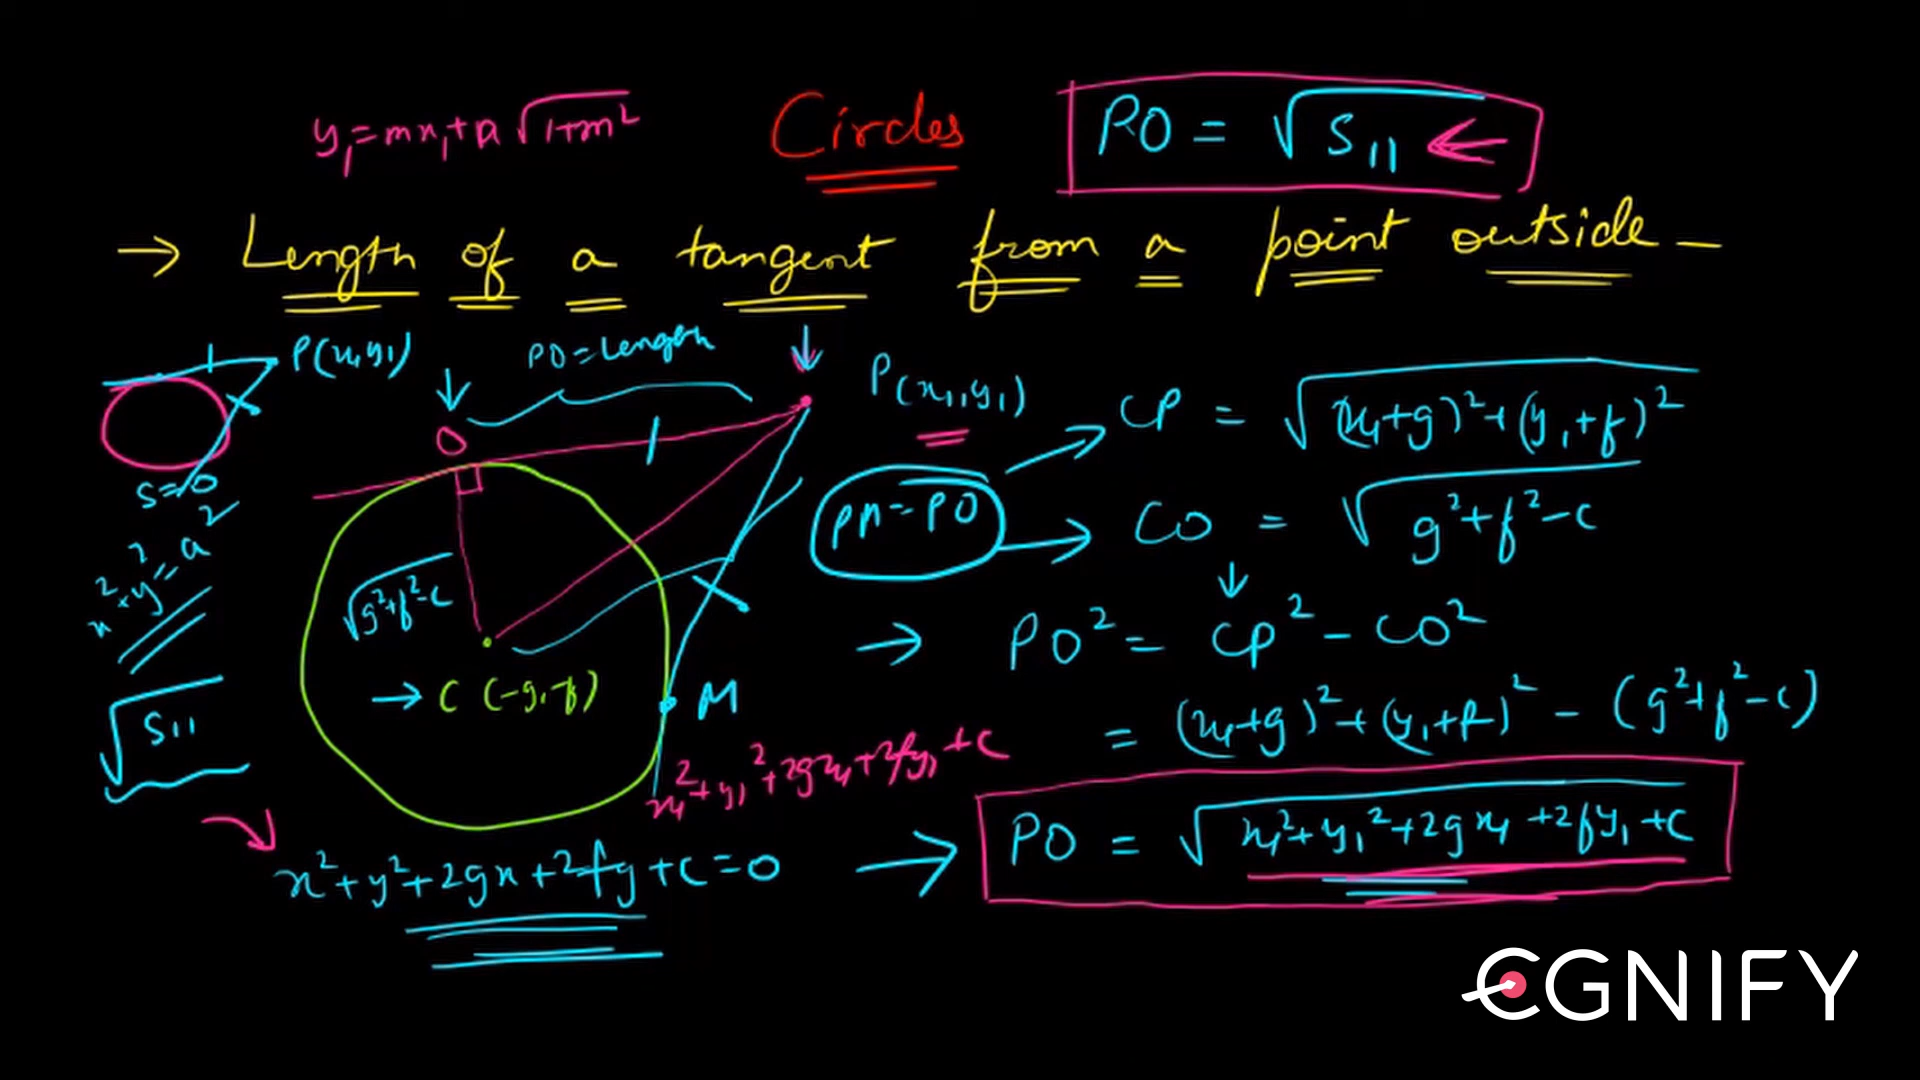 y₁=mx₁+a√1+m²
Circles
PO = √S₁₁
→ Length of a tangent from a point outside –
P(x₁,y₁)
PO=Length
P(x₁,y₁)
O
S=0
x²+y²=a²
√S₁₁
√g²+f²-c
→ C (-g,-f)
M
PM=PO
CP = √(x₁+g)²+(y₁+f)²
CO = √g²+f²-c
→ PO² = CP² - CO²
= (x₁+g)²+(y₁+f)² - (g²+f²-c)
x₁²+y₁²+2gx₁+2fy₁+c
x²+y²+2gx+2fy+c=0
→ PO = √x₁²+y₁²+2gx₁+2fy₁+c
EGNIFY